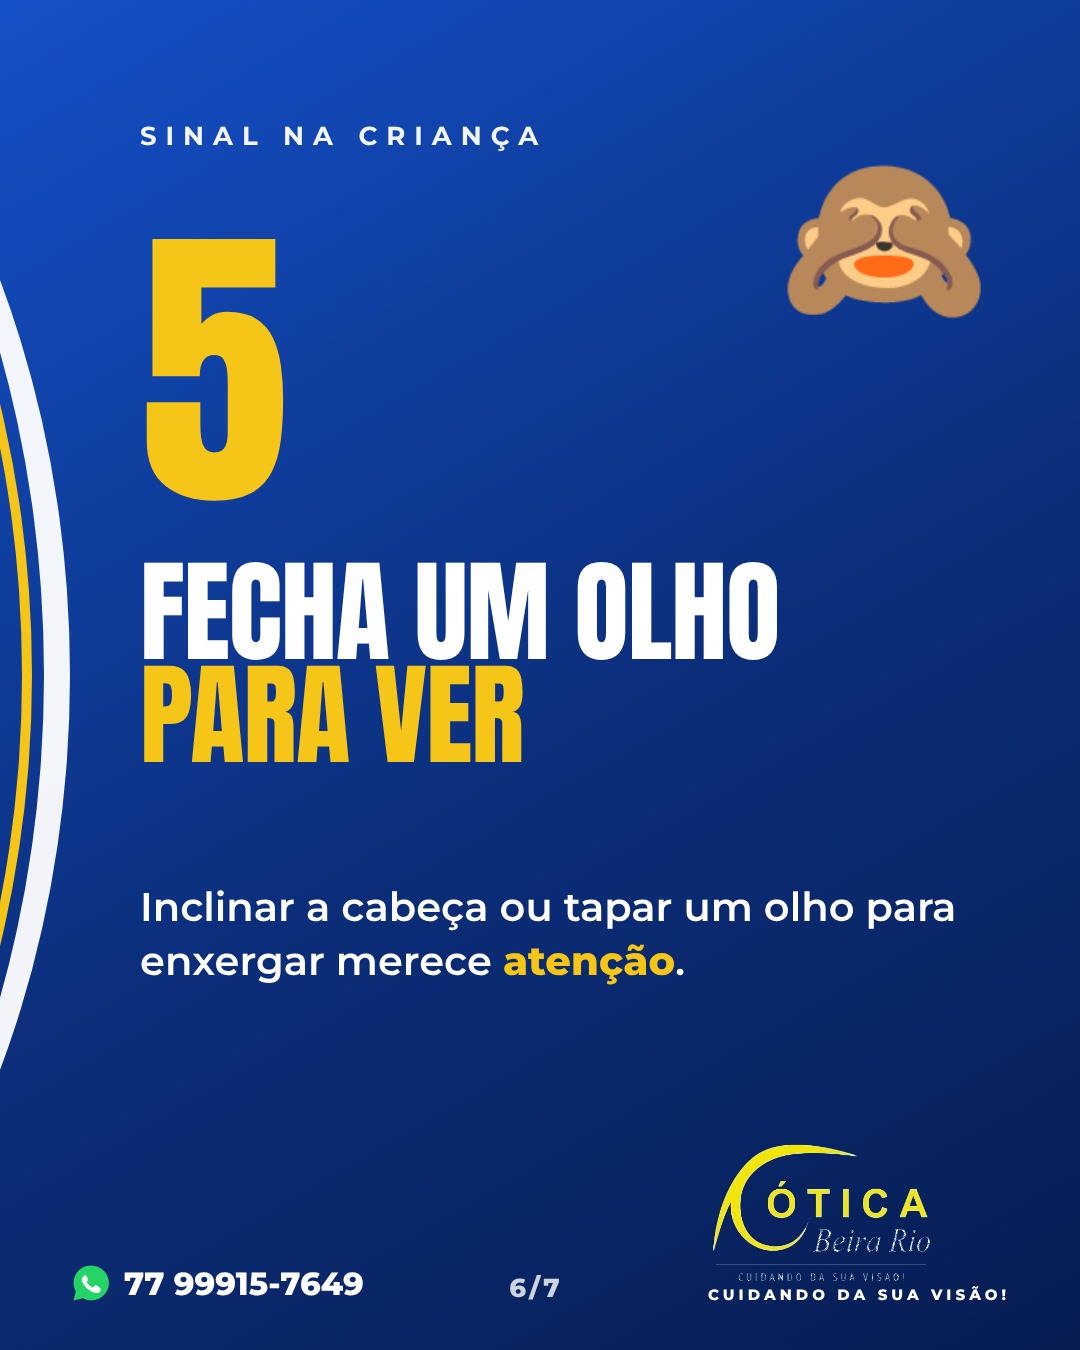 SINAL NA CRIANÇA
5
FECHA UM OLHO
PARA VER
Inclinar a cabeça ou tapar um olho para
enxergar merece atenção.
ÓTICA
Beira Rio
CUIDANDO DA SUA VISÃO!
CUIDANDO DA SUA VISÃO!
77 99915-7649
6/7